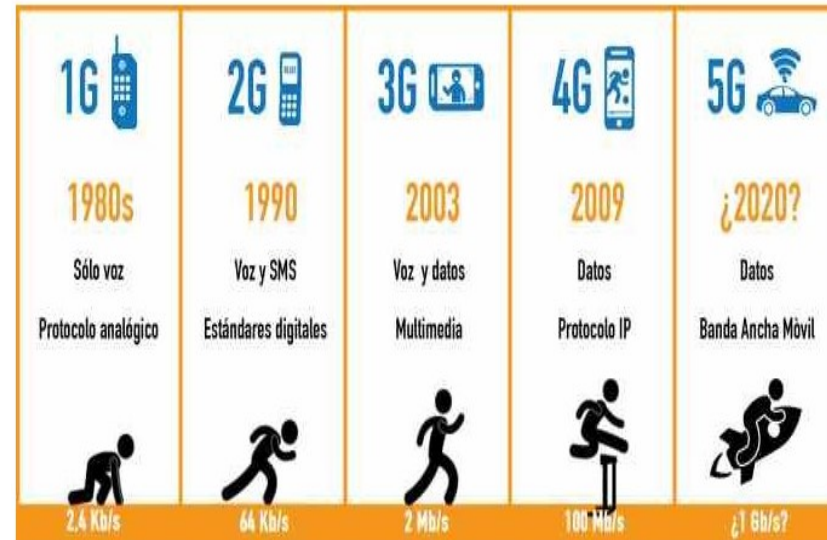 1G
1980s
Sólo voz
Protocolo analógico
2,4 Kb/s
2G
1990
Voz y SMS
Estándares digitales
64 Kb/s
3G
2003
Voz y datos
Multimedia
2 Mb/s
4G
2009
Datos
Protocolo IP
100 Mb/s
5G
¿2020?
Datos
Banda Ancha Mòvil
¿1 Gb/s?